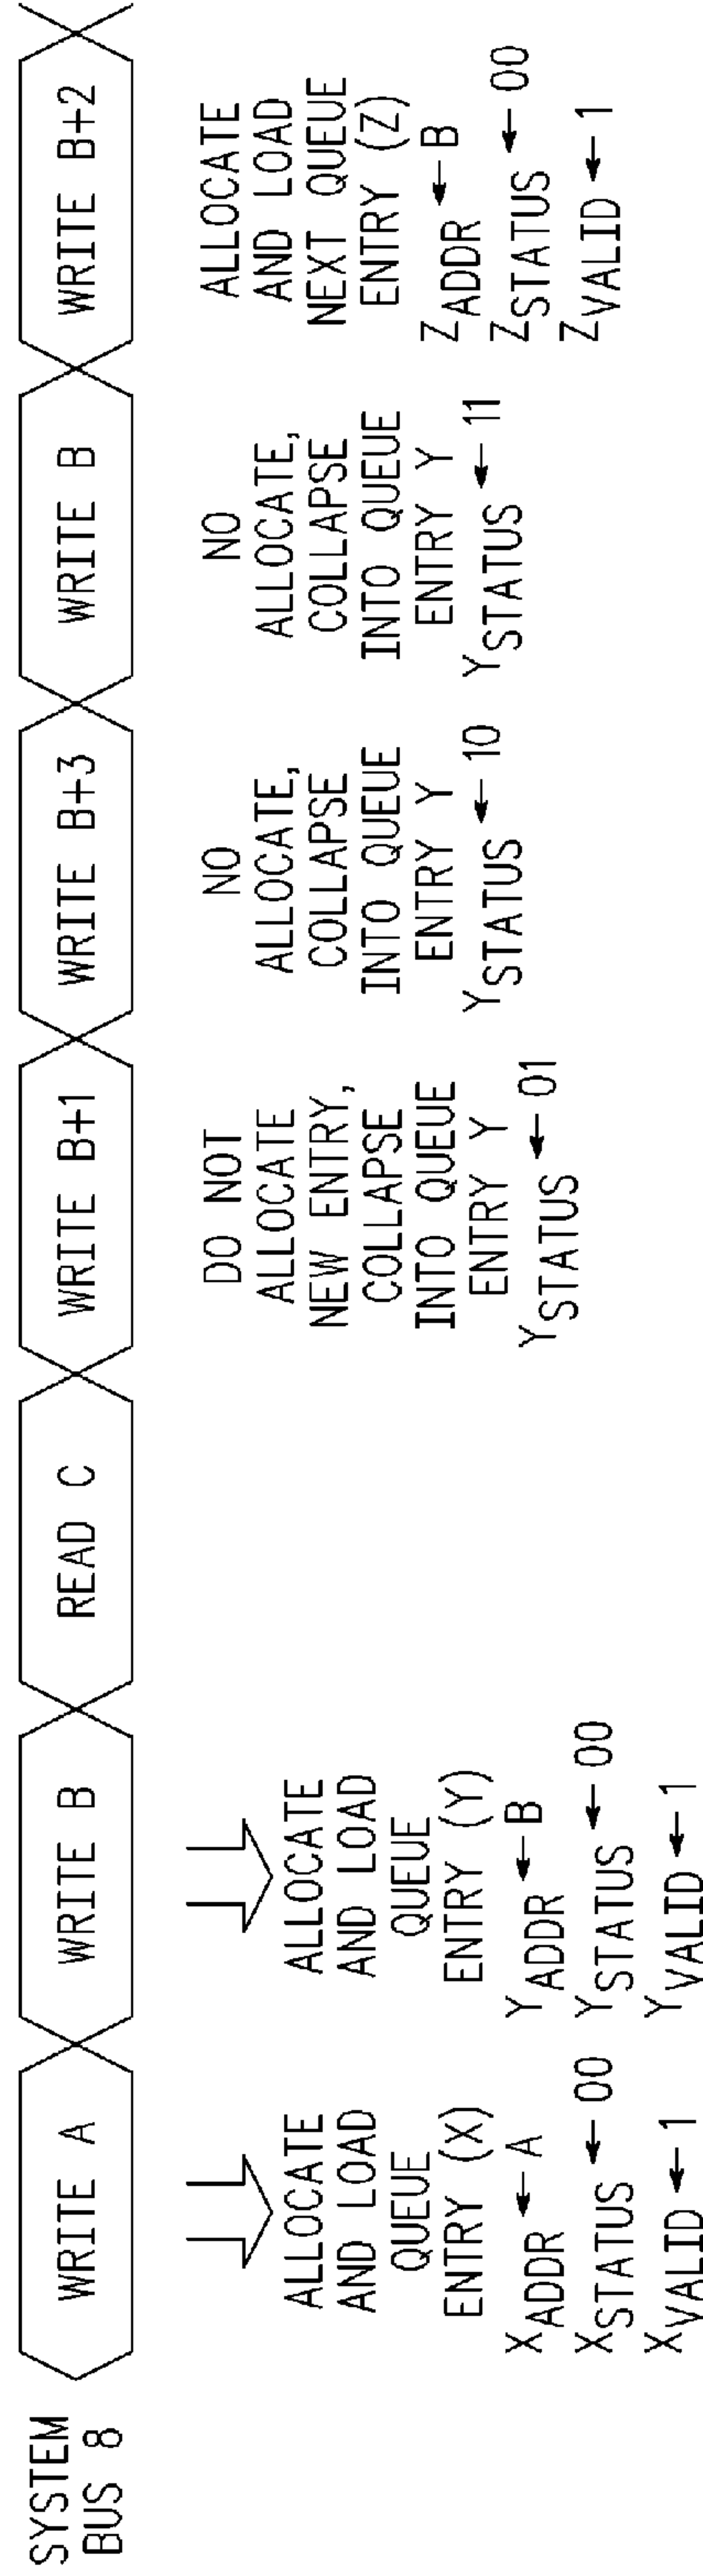 SYSTEM
BUS 8
WRITE A
WRITE B
READ C
WRITE B+1
WRITE B+3
WRITE B
WRITE B+2
ALLOCATE
AND LOAD
QUEUE
ENTRY (X)
XADDR ← A
XSTATUS ← 00
XVALID ← 1
ALLOCATE
AND LOAD
QUEUE
ENTRY (Y)
YADDR ← B
YSTATUS ← 00
YVALID ← 1
DO NOT
ALLOCATE
NEW ENTRY,
COLLAPSE
INTO QUEUE
ENTRY Y
YSTATUS ← 01
NO
ALLOCATE,
COLLAPSE
INTO QUEUE
ENTRY Y
YSTATUS ← 10
NO
ALLOCATE,
COLLAPSE
INTO QUEUE
ENTRY Y
YSTATUS ← 11
ALLOCATE
AND LOAD
NEXT QUEUE
ENTRY (Z)
ZADDR ← B
ZSTATUS ← 00
ZVALID ← 1